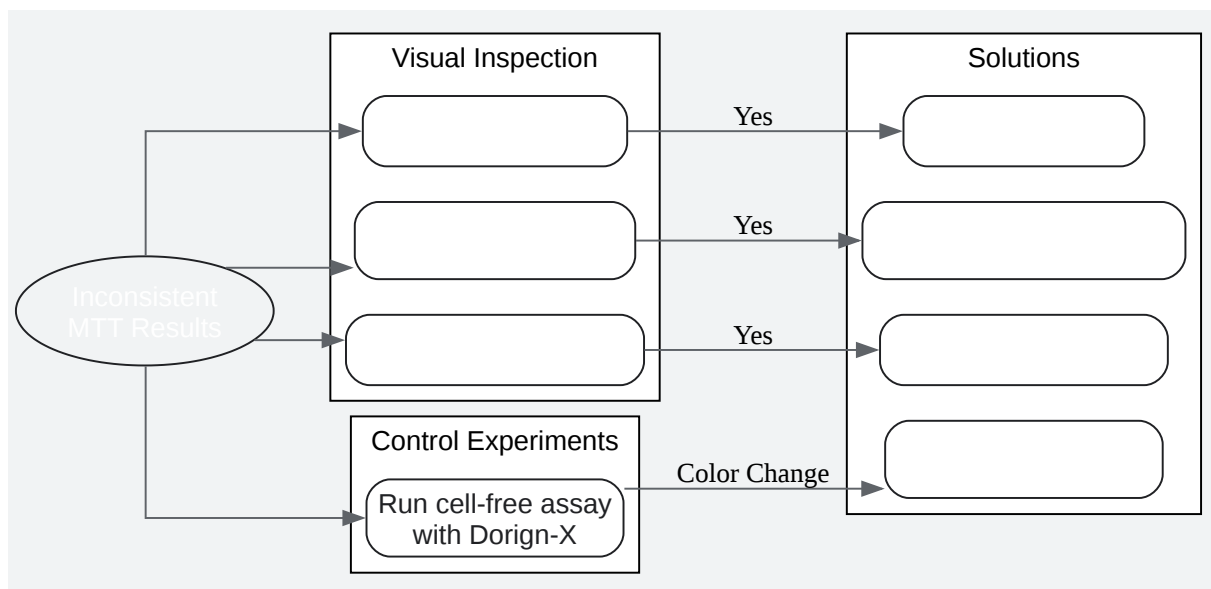 Visual Inspection
Solutions
Yes
Yes
Inconsistent
MTT Results
Yes
Control Experiments
Color Change
Run cell-free assay
with Dorign-X